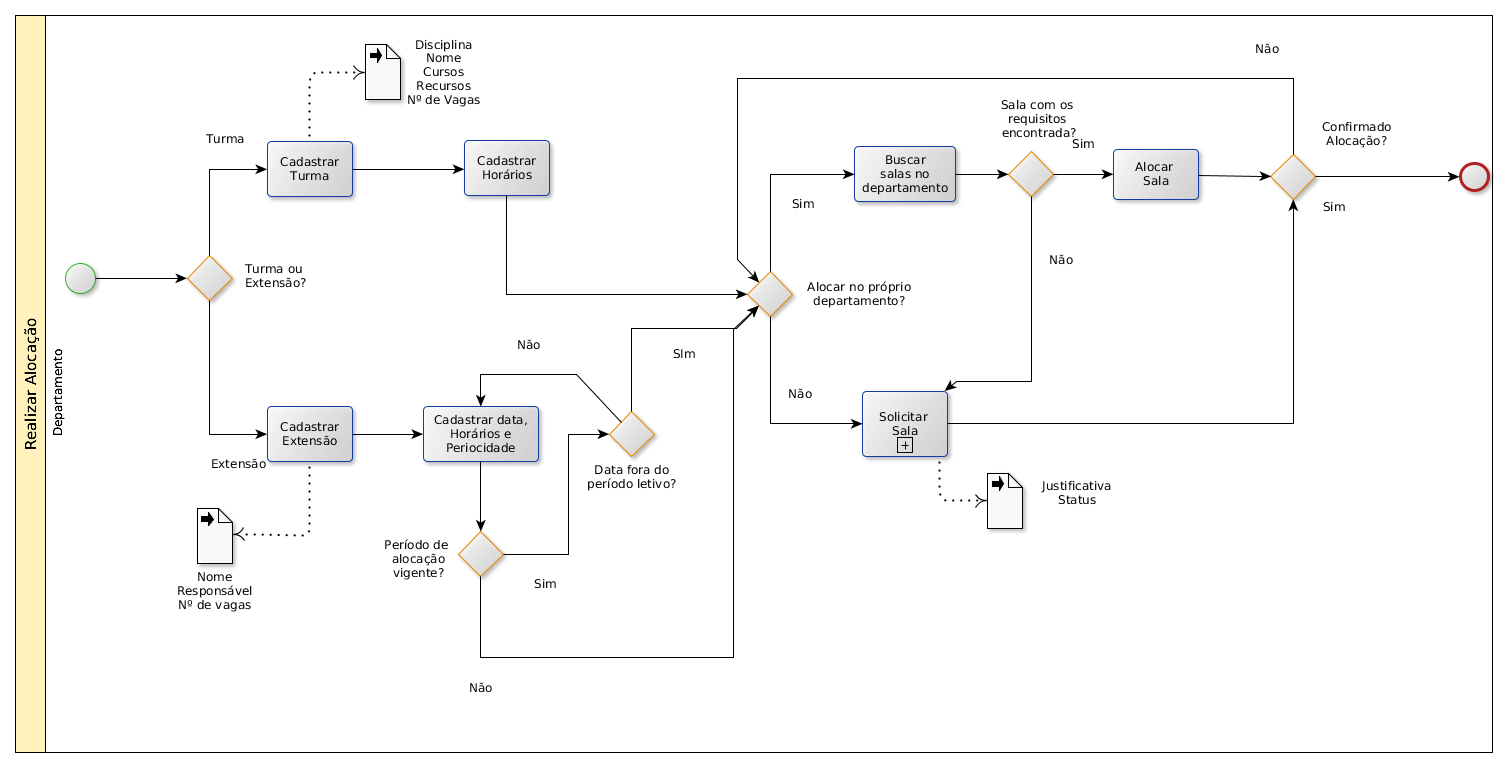 Realizar Alocação
Departamento
Disciplina
Nome
Cursos
Recursos
Nº de Vagas
Turma
Cadastrar
Turma
Cadastrar
Horários
Turma ou
Extensão?
Extensão
Cadastrar
Extensão
Nome
Responsável
Nº de vagas
Cadastrar data,
Horários e
Periocidade
Não
Período de
alocação
vigente?
Sim
Não
Data fora do
período letivo?
SIm
Alocar no próprio
departamento?
Sim
Não
Buscar
salas no
departamento
Sala com os
requisitos
encontrada?
Sim
Não
Alocar
Sala
Solicitar
Sala
Justificativa
Status
Não
Confirmado
Alocação?
Sim